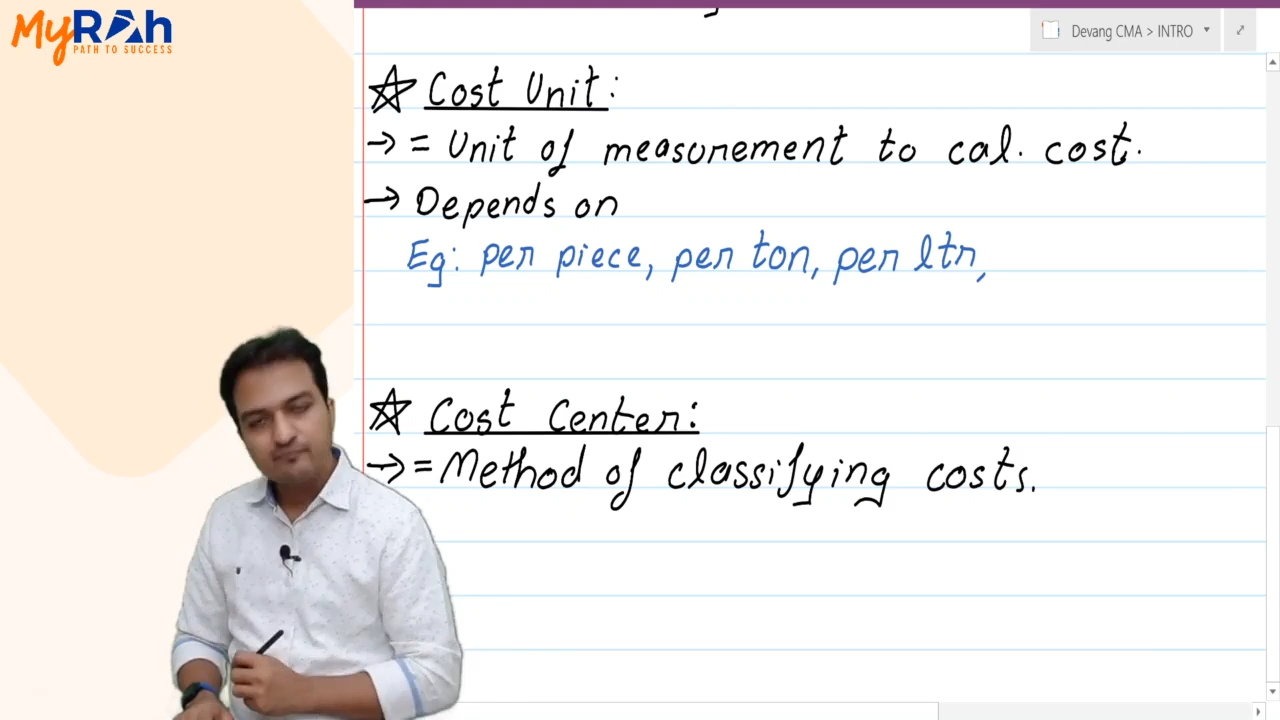 MyRAh
PATH TO SUCCESS
Devang CMA > INTRO
☆ Cost Unit:
→ = Unit of measurement to cal. cost.
→ Depends on
Eg: per piece, per ton, per ltr,
☆ Cost Center:
→ = Method of classifying costs.